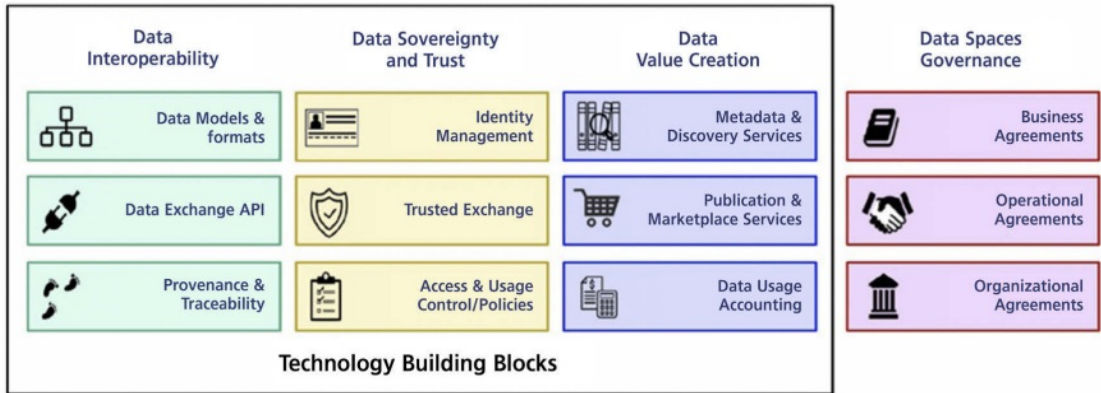 Data
Interoperability
Data Sovereignty
and Trust
Data
Value Creation
Data Spaces
Governance
Data Models &
formats
Identity
Management
Metadata &
Discovery Services
Business
Agreements
Data Exchange API
Trusted Exchange
Publication &
Marketplace Services
Operational
Agreements
Provenance &
Traceability
Access & Usage
Control/Policies
Data Usage
Accounting
Organizational
Agreements
Technology Building Blocks